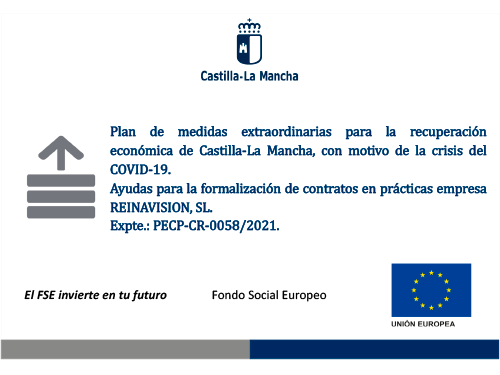 Castilla-La Mancha
Plan de medidas extraordinarias para la recuperación
económica de Castilla-La Mancha, con motivo de la crisis del
COVID-19.
Ayudas para la formalización de contratos en prácticas empresa
REINAVISION, SL.
Expte.: PECP-CR-0058/2021.
El FSE invierte en tu futuro
Fondo Social Europeo
UNIÓN EUROPEA